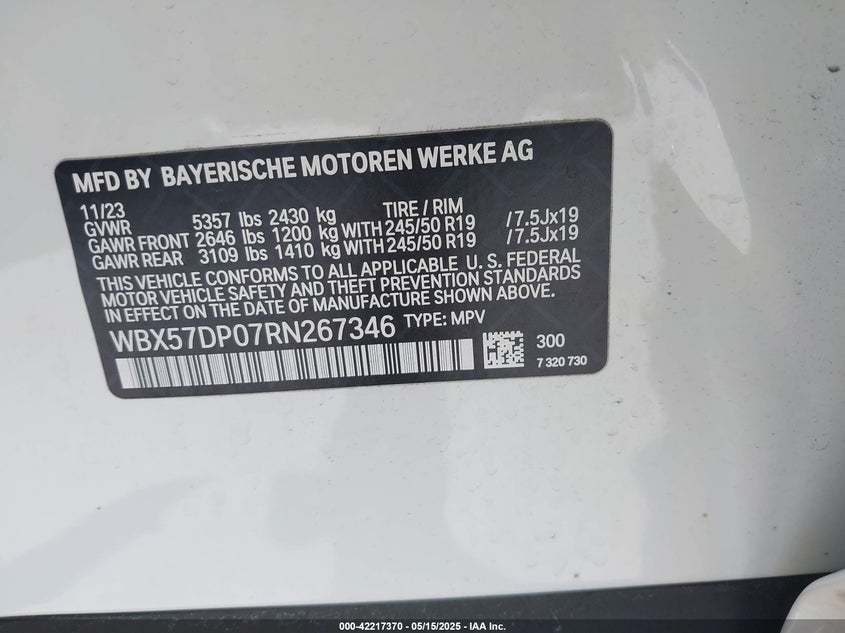 MFD BY BAYERISCHE MOTOREN WERKE AG
11/23 TIRE / RIM
GVWR 5357 lbs 2430 kg
GAWR FRONT 2646 lbs 1200 kg WITH 245/50 R19 /7.5Jx19
GAWR REAR 3109 lbs 1410 kg WITH 245/50 R19 /7.5Jx19
THIS VEHICLE CONFORMS TO ALL APPLICABLE U. S. FEDERAL
MOTOR VEHICLE SAFETY AND THEFT PREVENTION STANDARDS
IN EFFECT ON THE DATE OF MANUFACTURE SHOWN ABOVE.
WBX57DP07RN267346 TYPE: MPV
300
7 320 730
000-42217370 05/15/2025 - IAA Inc.